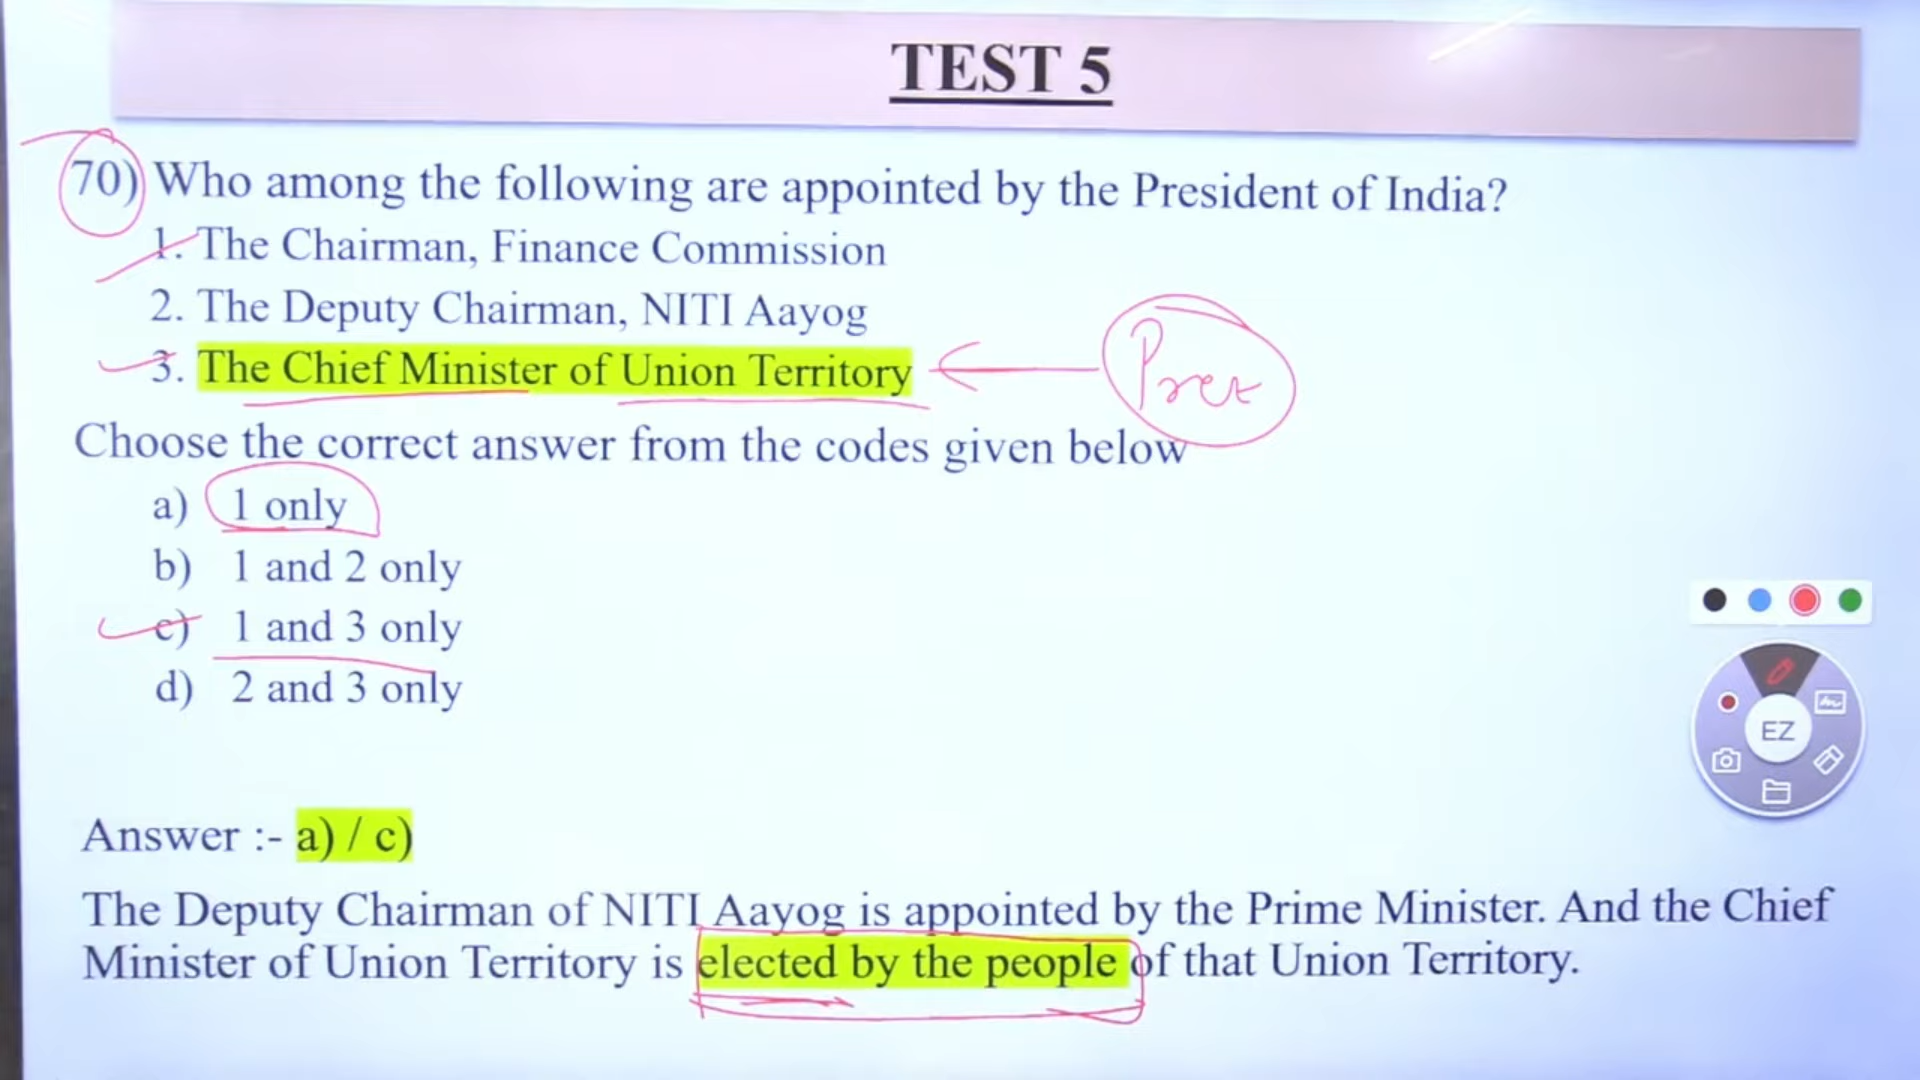 TEST 5
70) Who among the following are appointed by the President of India?
1. The Chairman, Finance Commission
2. The Deputy Chairman, NITI Aayog
3. The Chief Minister of Union Territory
Choose the correct answer from the codes given below
a) 1 only
b) 1 and 2 only
c) 1 and 3 only
d) 2 and 3 only
EZ
Answer :- a) / c)
The Deputy Chairman of NITI Aayog is appointed by the Prime Minister. And the Chief
Minister of Union Territory is elected by the people of that Union Territory.